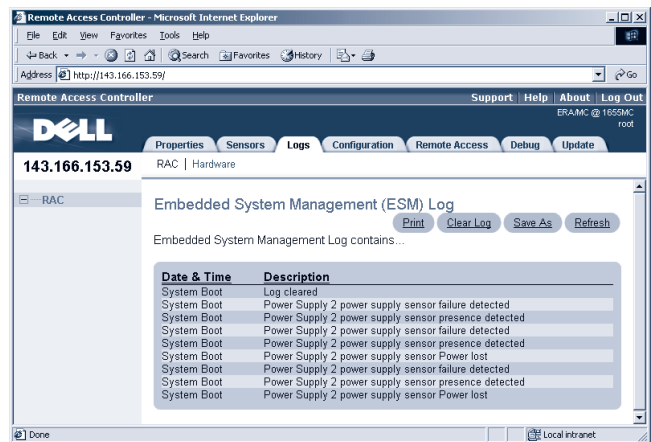 Remote Access Controller - Microsoft Internet Explorer
File Edit View Favorites Tools Help
Back Search Favorites History
Address http://143.166.153.59/ Go
Remote Access Controller Support Help About Log Out
ERA/MC @ 1655MC
root
DELL
Properties Sensors Logs Configuration Remote Access Debug Update
143.166.153.59 RAC | Hardware
RAC
Embedded System Management (ESM) Log
Print Clear Log Save As Refresh
Embedded System Management Log contains...
Date & Time Description
System Boot Log cleared
System Boot Power Supply 2 power supply sensor failure detected
System Boot Power Supply 2 power supply sensor presence detected
System Boot Power Supply 2 power supply sensor failure detected
System Boot Power Supply 2 power supply sensor presence detected
System Boot Power Supply 2 power supply sensor Power lost
System Boot Power Supply 2 power supply sensor failure detected
System Boot Power Supply 2 power supply sensor presence detected
System Boot Power Supply 2 power supply sensor Power lost
Done Local intranet